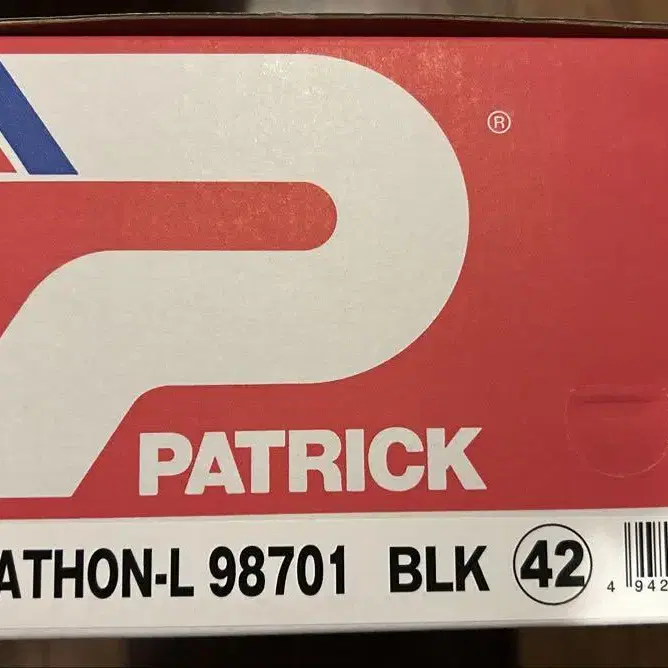 ®
PATRICK
ATHON-L 98701 BLK 42
4 942